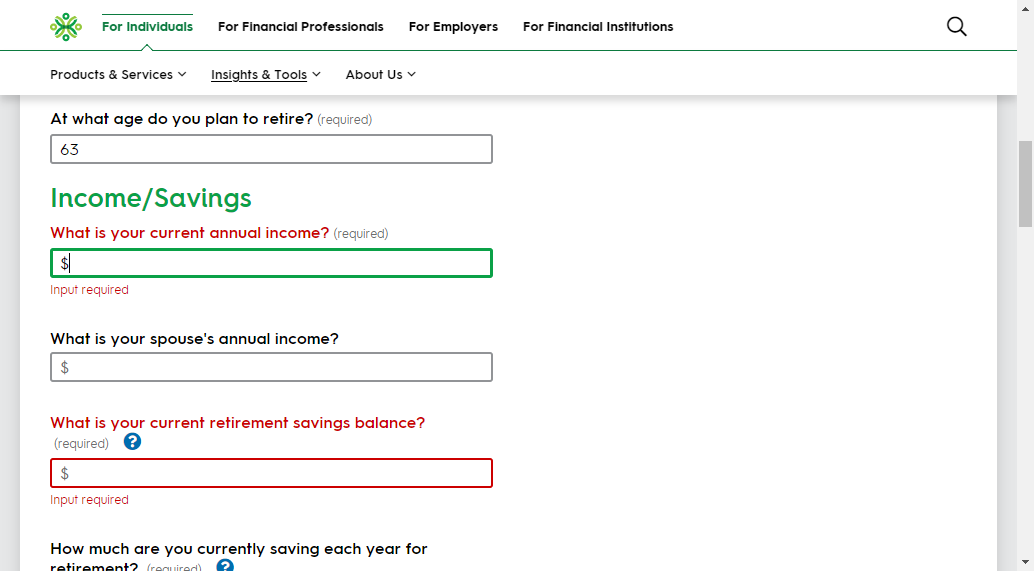 For Individuals For Financial Professionals For Employers For Financial Institutions
Products & Services Insights & Tools About Us
At what age do you plan to retire? (required)
63
Income/Savings
What is your current annual income? (required)
$
Input required
What is your spouse's annual income?
$
What is your current retirement savings balance?
(required) ?
$
Input required
How much are you currently saving each year for
retirement? (required) ?